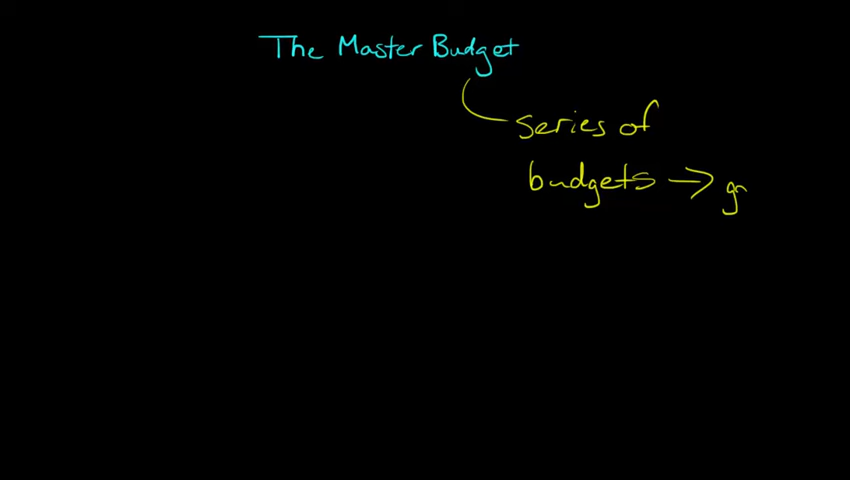 The Master Budget
series of
budgets →